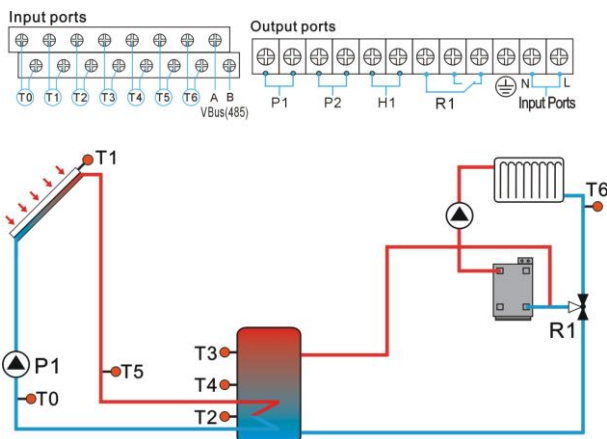 Input ports
T0 T1 T2 T3 T4 T5 T6 A B
VBus(485)
Output ports
P1 P2 H1 R1 N L
Input Ports
T1
T6
R1
P1
T0
T5
T3
T4
T2